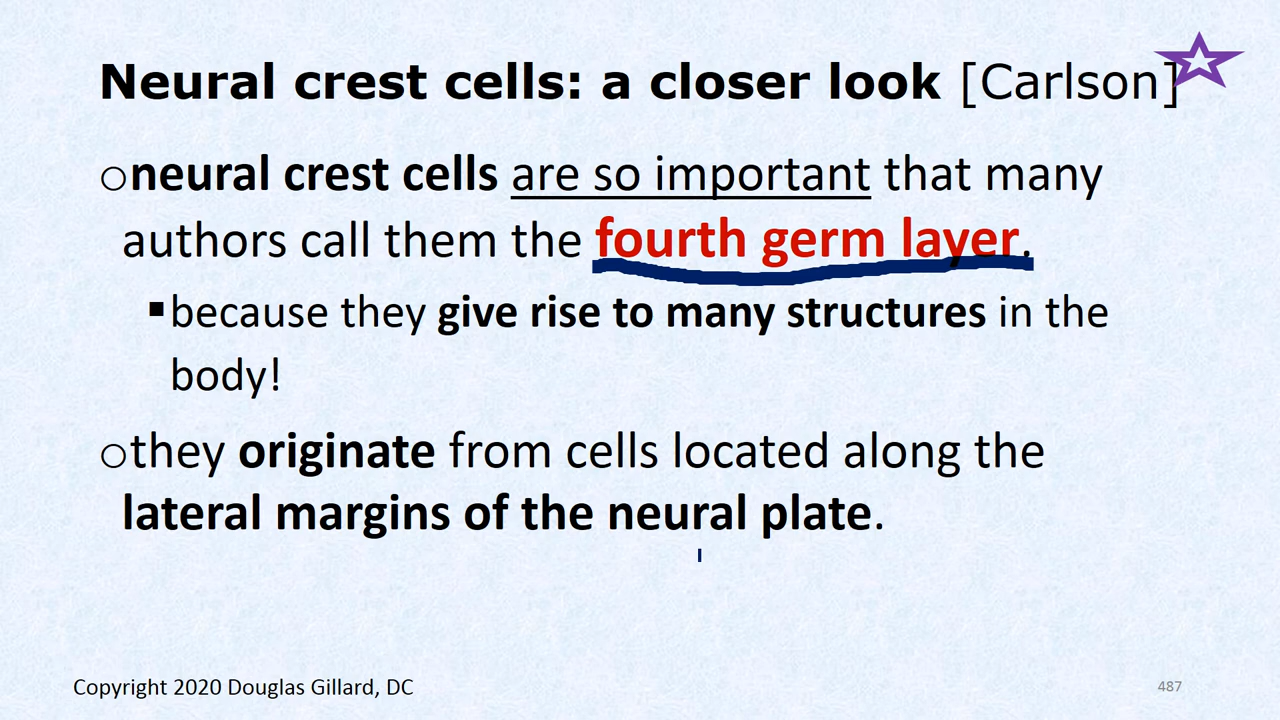 Neural crest cells: a closer look [Carlson]
○neural crest cells are so important that many
authors call them the fourth germ layer.
▪because they give rise to many structures in the
body!
○they originate from cells located along the
lateral margins of the neural plate.
Copyright 2020 Douglas Gillard, DC
487